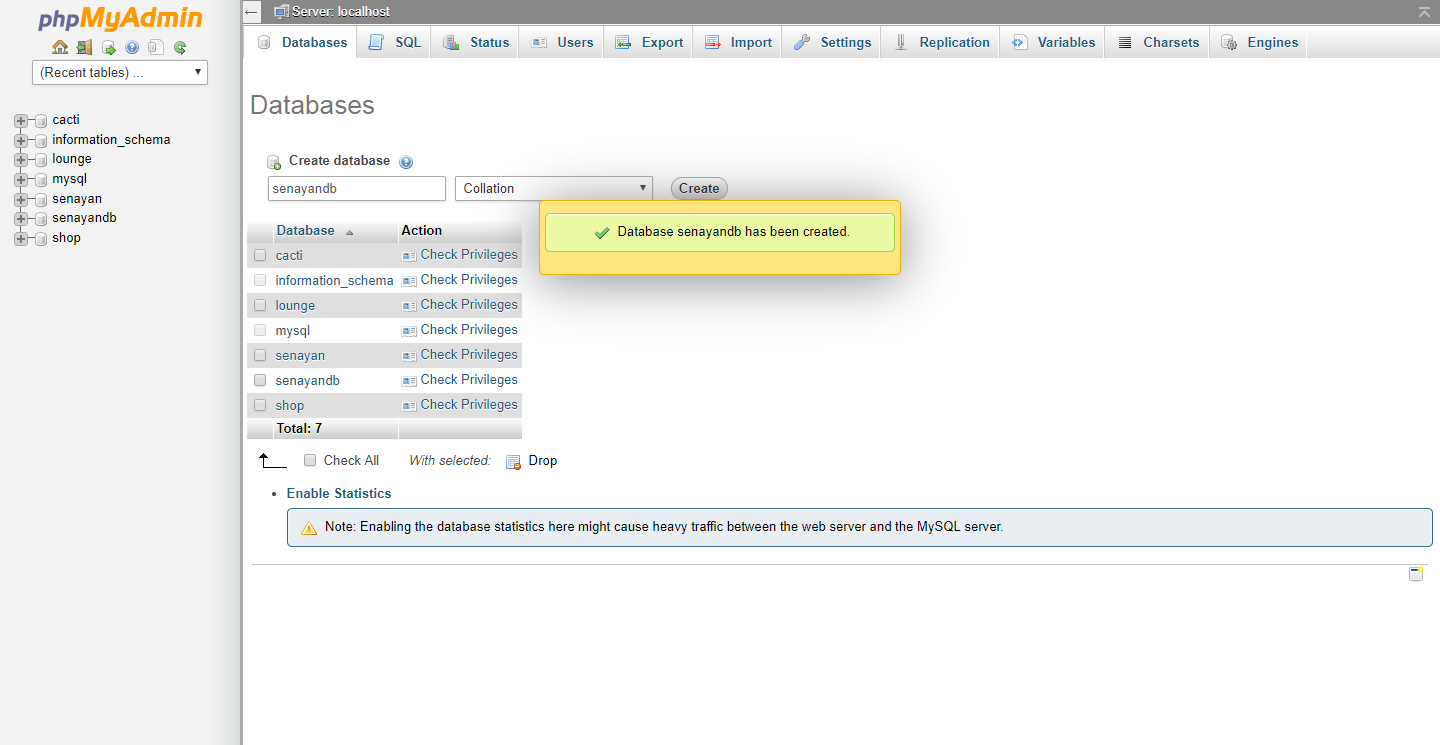 phpMyAdmin
(Recent tables) ...
cacti
information_schema
lounge
mysql
senayan
senayandb
shop
Server: localhost
Databases SQL Status Users Export Import Settings Replication Variables Charsets Engines
Databases
Create database
senayandb Collation Create
Database senayandb has been created.
Database Action
cacti Check Privileges
information_schema Check Privileges
lounge Check Privileges
mysql Check Privileges
senayan Check Privileges
senayandb Check Privileges
shop Check Privileges
Total: 7
Check All With selected: Drop
Enable Statistics
Note: Enabling the database statistics here might cause heavy traffic between the web server and the MySQL server.